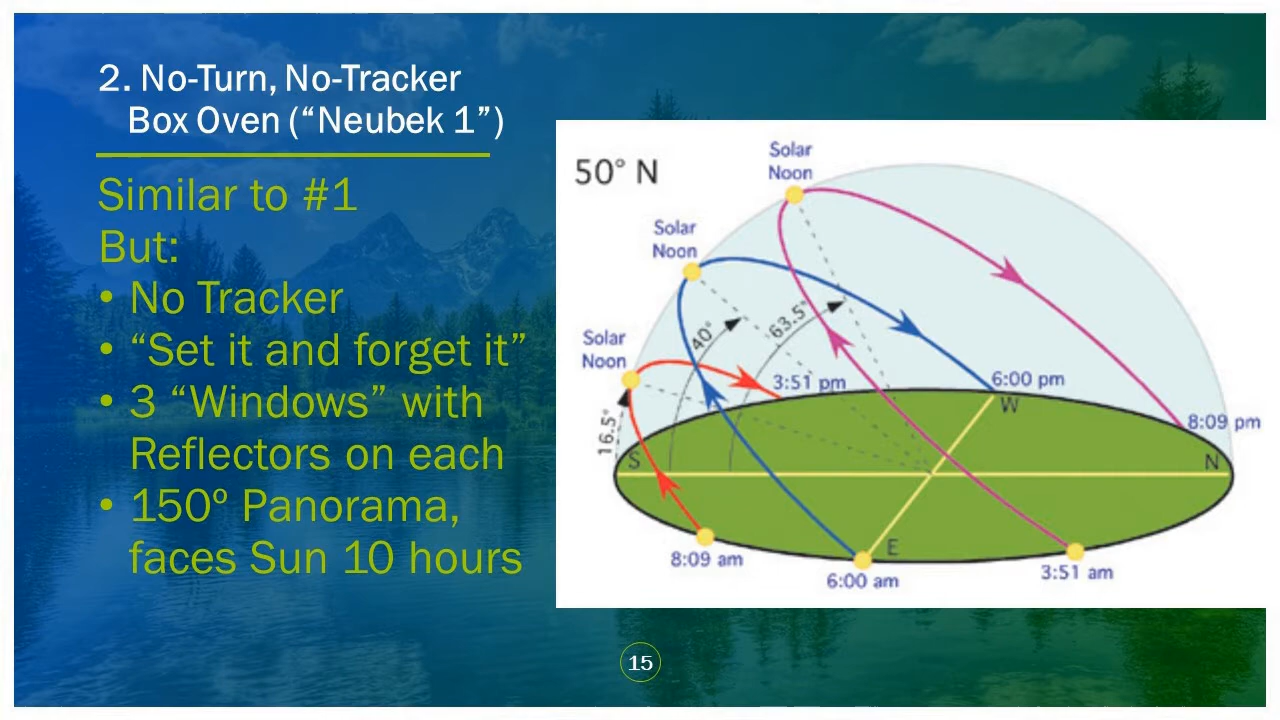 2. No-Turn, No-Tracker
Box Oven (“Neubek 1”)
Similar to #1
But:
• No Tracker
• “Set it and forget it”
• 3 “Windows” with
Reflectors on each
• 150º Panorama,
faces Sun 10 hours
50° N
Solar
Noon
Solar
Noon
Solar
Noon
40°
63.5°
16.5°
3:51 pm
6:00 pm
W
8:09 pm
S
N
E
8:09 am
6:00 am
3:51 am
15